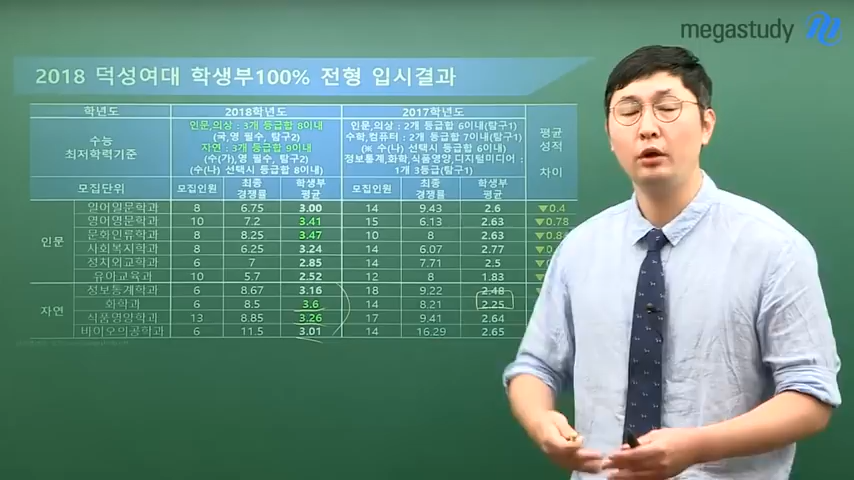 megastudy
2018 덕성여대 학생부100% 전형 입시결과
학년도 2018학년도 2017학년도 평균 성적 차이
수능 최저학력기준
인문,의상 : 3개 등급합 8이내
(국,영 필수, 탐구2)
자연 : 3개 등급합 9이내
(수(가),영 필수, 탐구2)
(수(나) 선택시 등급합 8이내)
인문,의상 : 2개 등급합 6이내(탐구1)
수학,컴퓨터 : 2개 등급합 7이내(탐구1)
(※ 수(나) 선택시 등급합 6이내)
정보통계,화학,식품영양,디지털미디어 :
1개 3등급(탐구1)
모집단위 모집인원 최종 경쟁률 학생부 평균 모집인원 최종 경쟁률 학생부 평균
인문
일어일문학과 8 6.75 3.00 14 9.43 2.6 ▼0.4
영어영문학과 10 7.2 3.41 15 6.13 2.63 ▼0.78
문화인류학과 8 8.25 3.47 10 8 2.63
사회복지학과 8 6.25 3.24 14 6.07 2.77
정치외교학과 6 7 2.85 14 7.71 2.5
유아교육과 10 5.7 2.52 12 8 1.83
자연
정보통계학과 6 8.67 3.16 18 9.22 2.48
화학과 6 8.5 3.6 14 8.21 2.25
식품영양학과 13 8.85 3.26 17 9.41 2.64
바이오의공학과 6 11.5 3.01 14 16.29 2.65